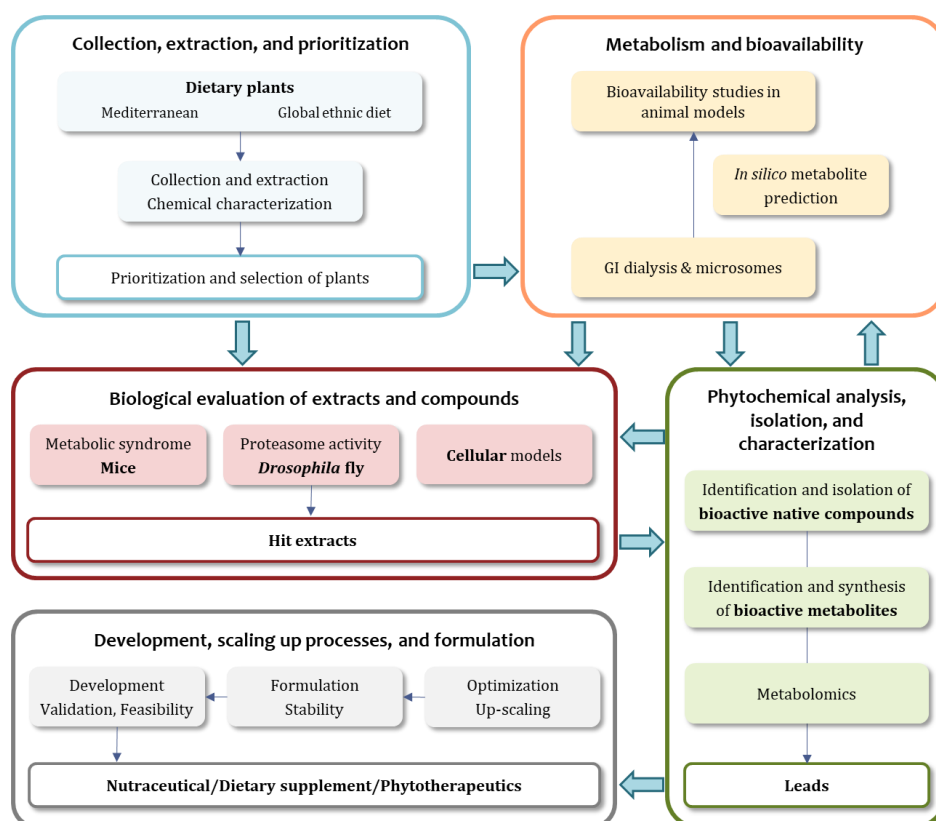 Collection, extraction, and prioritization
Dietary plants
Mediterranean
Global ethnic diet
Collection and extraction
Chemical characterization
Prioritization and selection of plants
Metabolism and bioavailability
Bioavailability studies in
animal models
In silico metabolite
prediction
GI dialysis & microsomes
Biological evaluation of extracts and compounds
Metabolic syndrome
Mice
Proteasome activity
Drosophila fly
Cellular models
Hit extracts
Phytochemical analysis,
isolation, and
characterization
Identification and isolation of
bioactive native compounds
Identification and synthesis
of bioactive metabolites
Metabolomics
Leads
Development, scaling up processes, and formulation
Development
Validation, Feasibility
Formulation
Stability
Optimization
Up-scaling
Nutraceutical/Dietary supplement/Phytotherapeutics